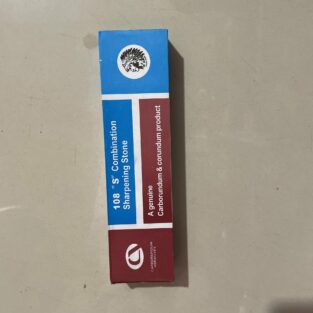 108 "S" Combination
Sharpening Stone
A genuine
Carborundum & corundum product